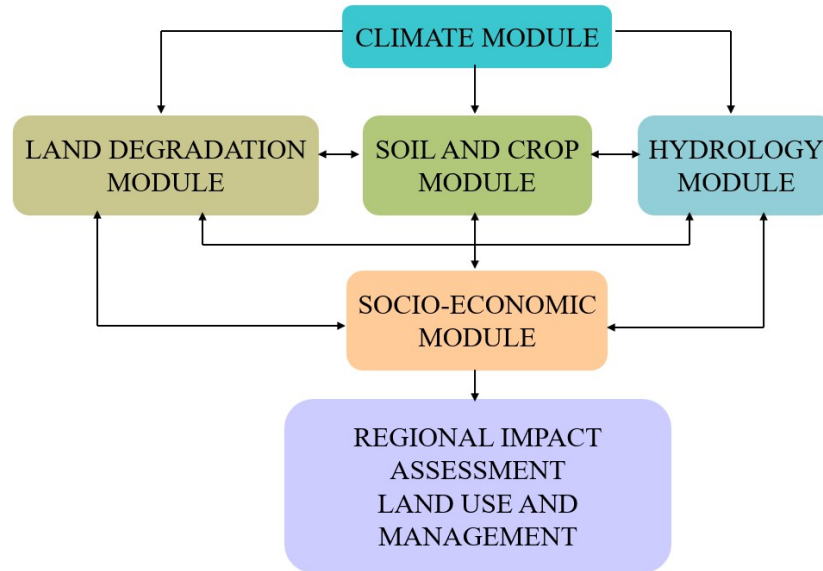 CLIMATE MODULE
LAND DEGRADATION
MODULE
SOIL AND CROP
MODULE
HYDROLOGY
MODULE
SOCIO-ECONOMIC
MODULE
REGIONAL IMPACT
ASSESSMENT
LAND USE AND
MANAGEMENT